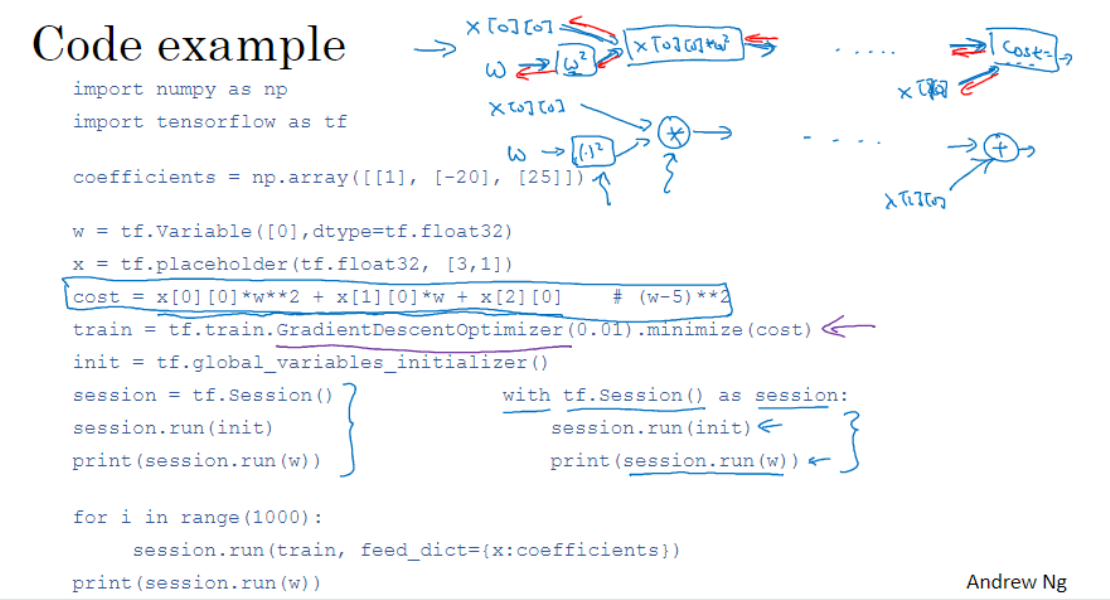 Code example
x[0][0]
w
w²
x[0][0]*w²
.....
cost=
x[0][0]
w
(·)²
*
....
+
x[1][0]
import numpy as np
import tensorflow as tf
coefficients = np.array([[1], [-20], [25]])
w = tf.Variable([0],dtype=tf.float32)
x = tf.placeholder(tf.float32, [3,1])
cost = x[0][0]*w**2 + x[1][0]*w + x[2][0]    # (w-5)**2
train = tf.train.GradientDescentOptimizer(0.01).minimize(cost)
init = tf.global_variables_initializer()
session = tf.Session()
session.run(init)
print(session.run(w))
with tf.Session() as session:
    session.run(init)
    print(session.run(w))
for i in range(1000):
    session.run(train, feed_dict={x:coefficients})
print(session.run(w))
Andrew Ng